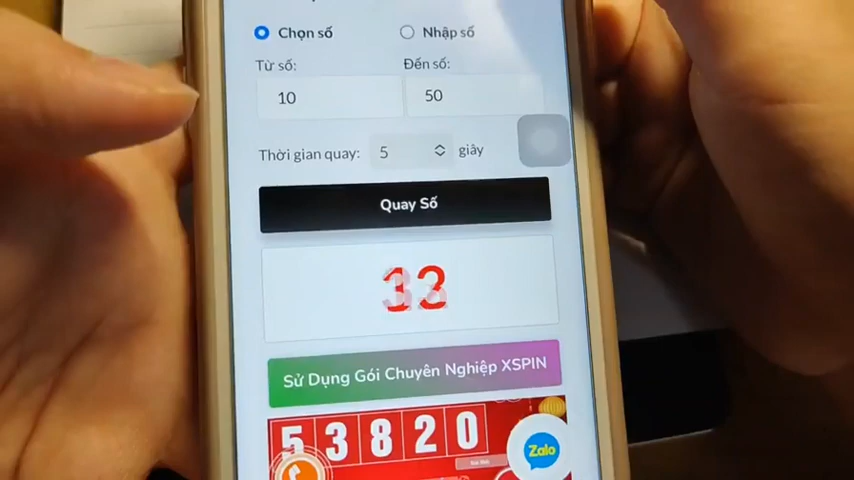 Chọn số
Nhập số
Từ số:
Đến số:
10
50
Thời gian quay:
5
giây
Quay Số
Sử Dụng Gói Chuyên Nghiệp XSPIN
53820
Zalo